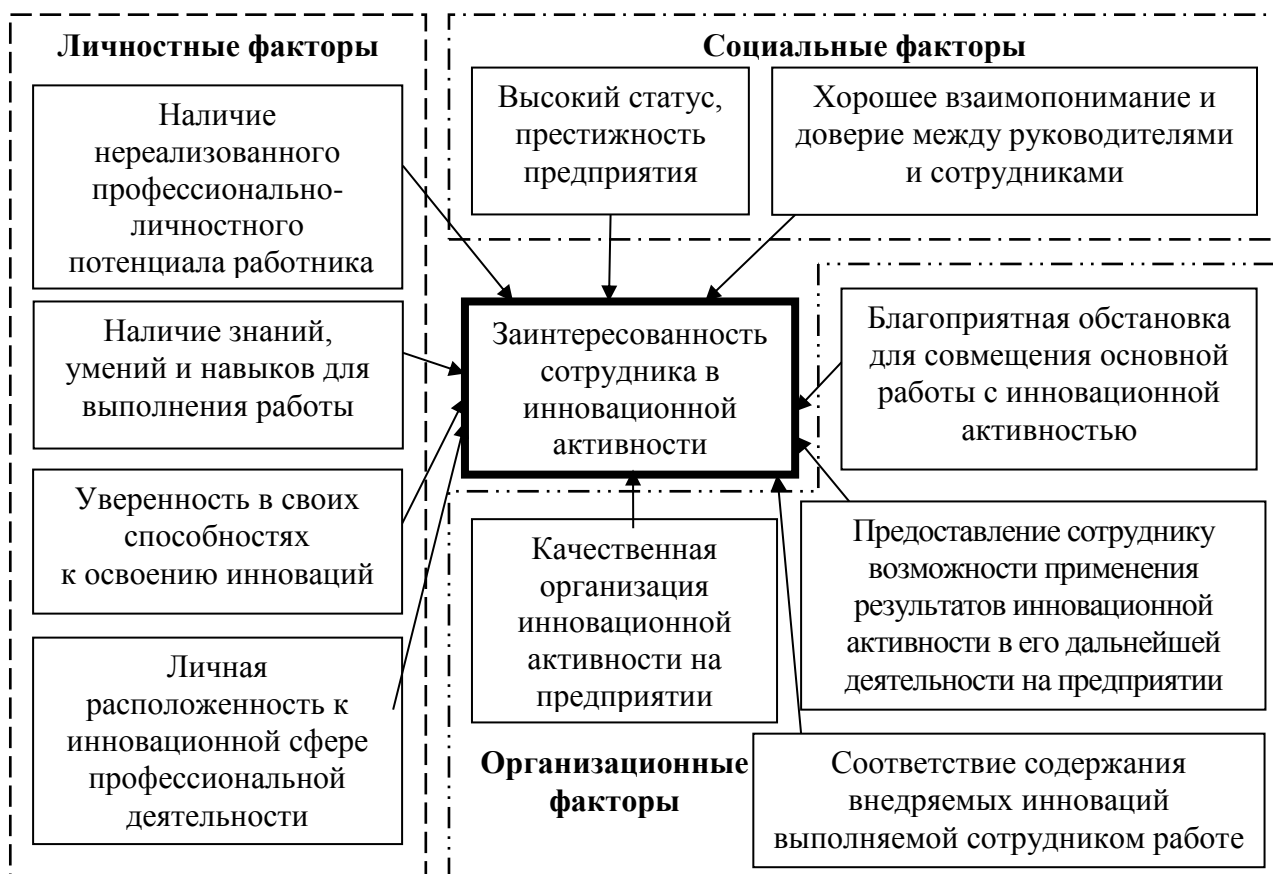 Личностные факторы
Наличие
нереализованного
профессионально-
личностного
потенциала работника
Наличие знаний,
умений и навыков для
выполнения работы
Уверенность в своих
способностях
к освоению инноваций
Личная
расположенность к
инновационной сфере
профессиональной
деятельности
Социальные факторы
Высокий статус,
престижность
предприятия
Хорошее взаимопонимание и
доверие между руководителями
и сотрудниками
Заинтересованность
сотрудника в
инновационной
активности
Благоприятная обстановка
для совмещения основной
работы с инновационной
активностью
Качественная
организация
инновационной
активности на
предприятии
Предоставление сотруднику
возможности применения
результатов инновационной
активности в его дальнейшей
деятельности на предприятии
Организационные
факторы
Соответствие содержания
внедряемых инноваций
выполняемой сотрудником работе